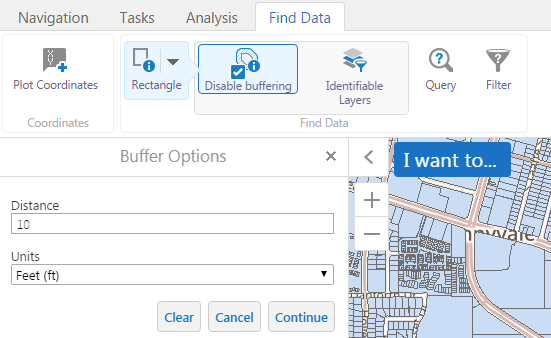 Navigation Tasks Analysis Find Data
Plot Coordinates
Rectangle
Disable buffering
Identifiable
Layers
Query
Filter
Coordinates
Find Data
Buffer Options
I want to...
Distance
10
Units
Feet (ft)
Clear Cancel Continue